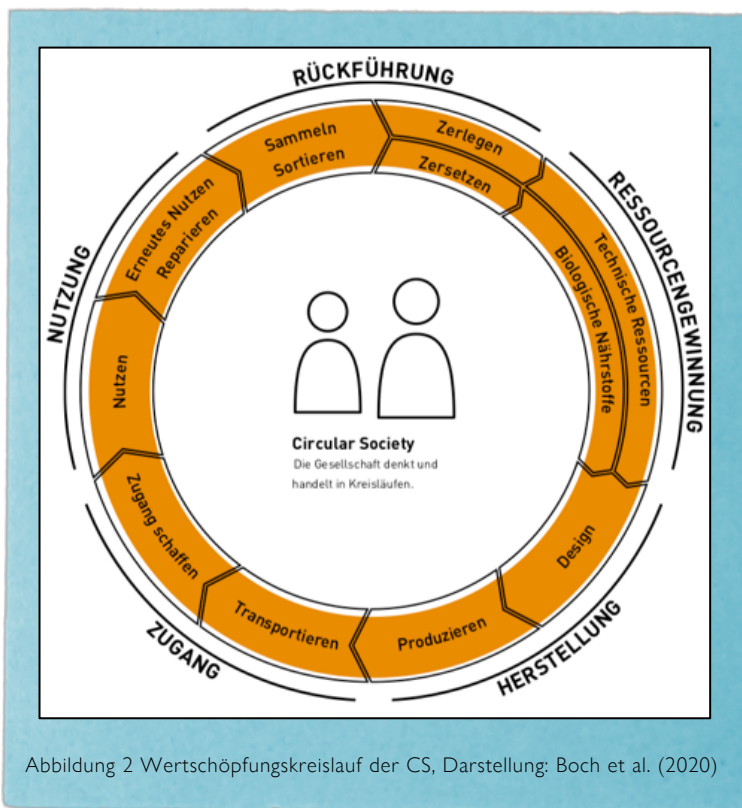 RÜCKFÜHRUNG
Sammeln
Sortieren
Zerlegen
Zersetzen
RESSOURCENGEWINNUNG
Technische Ressourcen
Biologische Nährstoffe
Design
HERSTELLUNG
Produzieren
Transportieren
ZUGANG
Zugang schaffen
Nutzen
NUTZUNG
Erneutes Nutzen
Reparieren
Circular Society
Die Gesellschaft denkt und
handelt in Kreisläufen.
Abbildung 2 Wertschöpfungskreislauf der CS, Darstellung: Boch et al. (2020)